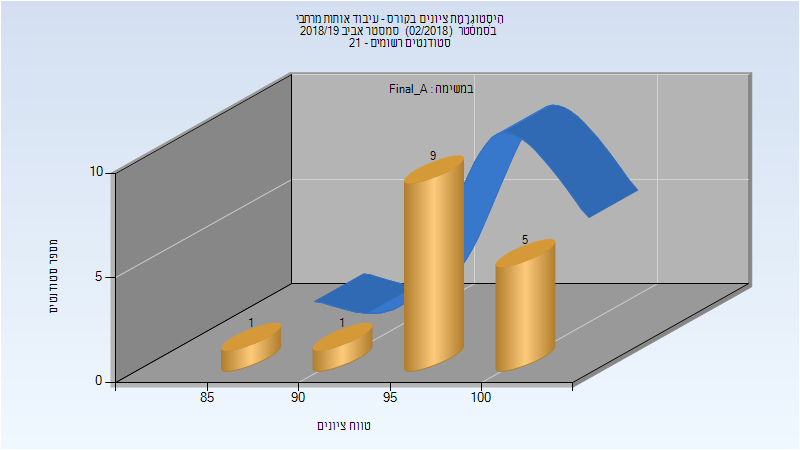 היסטוגרמת ציונים בקורס - עיבוד אותות מרחבי
בסמסטר (02/2018) סמסטר אביב 2018/19
סטודנטים רשומים - 21
במשימה : Final_A
מספר סטודנטים
10
5
0
1
1
9
5
85
90
95
100
טווח ציונים